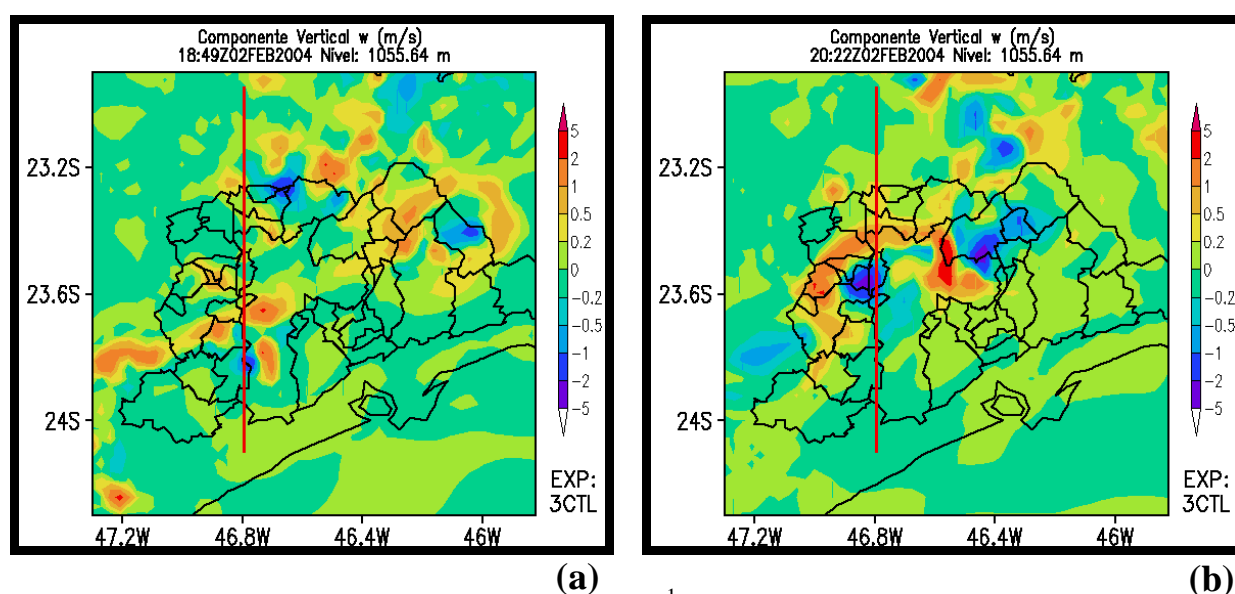 Componente Vertical w (m/s)
18:49Z02FEB2004 Nivel: 1055.64 m
23.2S
23.6S
24S
47.2W
46.8W
46.4W
46W
5
2
1
0.5
0.2
0
−0.2
−0.5
−1
−2
−5
EXP:
3CTL
(a)
Componente Vertical w (m/s)
20:22Z02FEB2004 Nivel: 1055.64 m
23.2S
23.6S
24S
47.2W
46.8W
46.4W
46W
5
2
1
0.5
0.2
0
−0.2
−0.5
−1
−2
−5
EXP:
3CTL
(b)
1